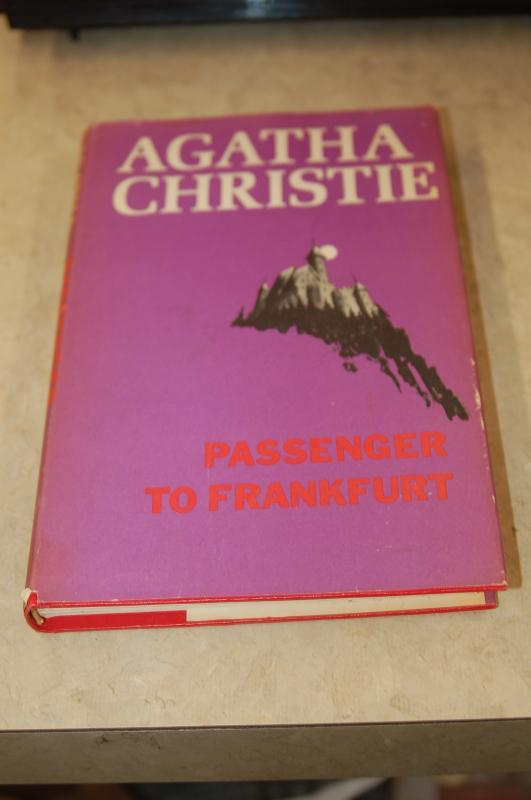 AGATHA
CHRISTIE
PASSENGER
TO FRANKFURT